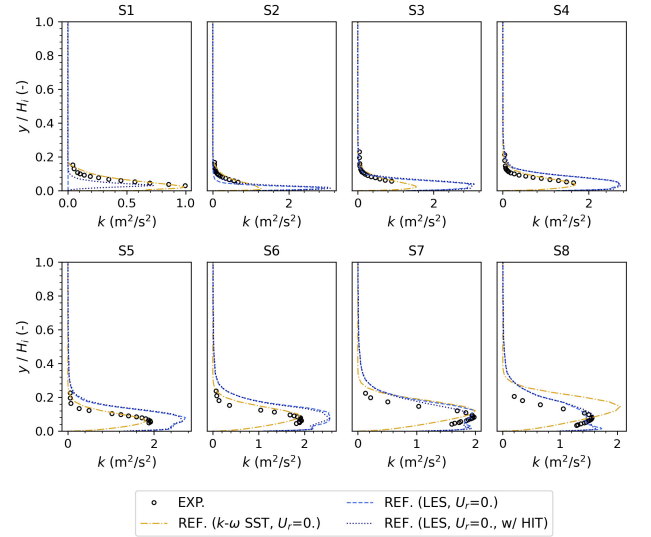 S1 S2 S3 S4
1.0
0.8
0.6
0.4
0.2
0.0
y / H_i (-)
0.0 0.5 1.0 0 2 0 2 0 2
k (m²/s²) k (m²/s²) k (m²/s²) k (m²/s²)
S5 S6 S7 S8
1.0
0.8
0.6
0.4
0.2
0.0
y / H_i (-)
0 1 2 0 1 2 0 1 2 0 1 2
k (m²/s²) k (m²/s²) k (m²/s²) k (m²/s²)
EXP. REF. (LES, U_r=0.)
REF. (k-ω SST, U_r=0.) REF. (LES, U_r=0., w/ HIT)